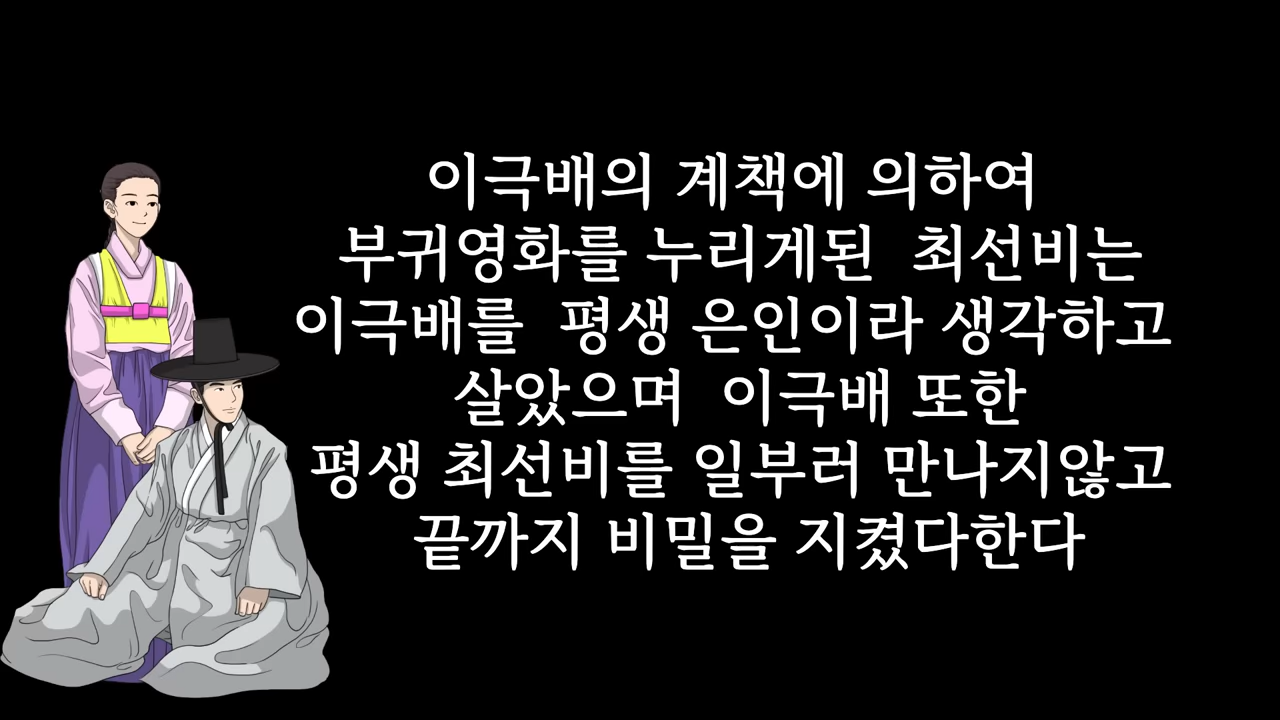 이극배의 계책에 의하여
부귀영화를 누리게된 최선비는
이극배를 평생 은인이라 생각하고
살았으며 이극배 또한
평생 최선비를 일부러 만나지않고
끝까지 비밀을 지켰다한다